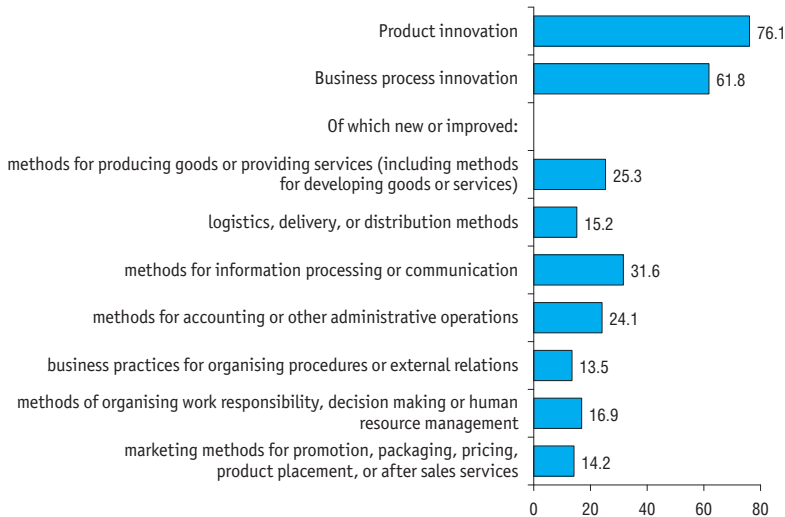 Product innovation
76.1
Business process innovation
61.8
Of which new or improved:
methods for producing goods or providing services (including methods
for developing goods or services)
25.3
logistics, delivery, or distribution methods
15.2
methods for information processing or communication
31.6
methods for accounting or other administrative operations
24.1
business practices for organising procedures or external relations
13.5
methods of organising work responsibility, decision making or human
resource management
16.9
marketing methods for promotion, packaging, pricing,
product placement, or after sales services
14.2
0 20 40 60 80